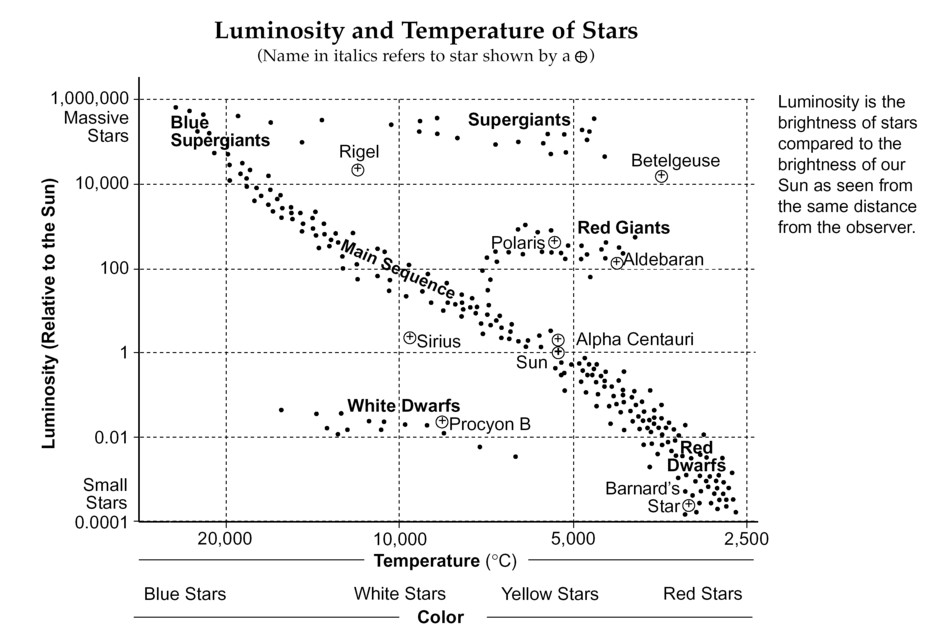 Luminosity and Temperature of Stars
(Name in italics refers to star shown by a ⊕)
1,000,000
Massive
Stars
10,000
100
1
0.01
Small
Stars
0.0001
Luminosity (Relative to the Sun)
Blue
Supergiants
Supergiants
Rigel
Betelgeuse
Red Giants
Polaris
Aldebaran
Main Sequence
Sirius
Alpha Centauri
Sun
White Dwarfs
Procyon B
Red
Dwarfs
Barnard's
Star
20,000
10,000
5,000
2,500
Temperature (°C)
Blue Stars
White Stars
Yellow Stars
Red Stars
Color
Luminosity is the
brightness of stars
compared to the
brightness of our
Sun as seen from
the same distance
from the observer.